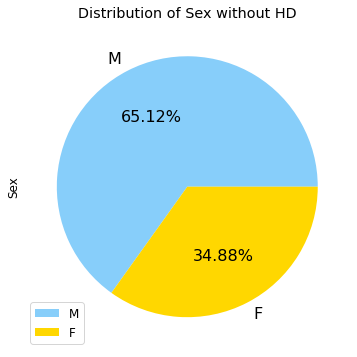 Distribution of Sex without HD
M
65.12%
Sex
34.88%
F
M
F